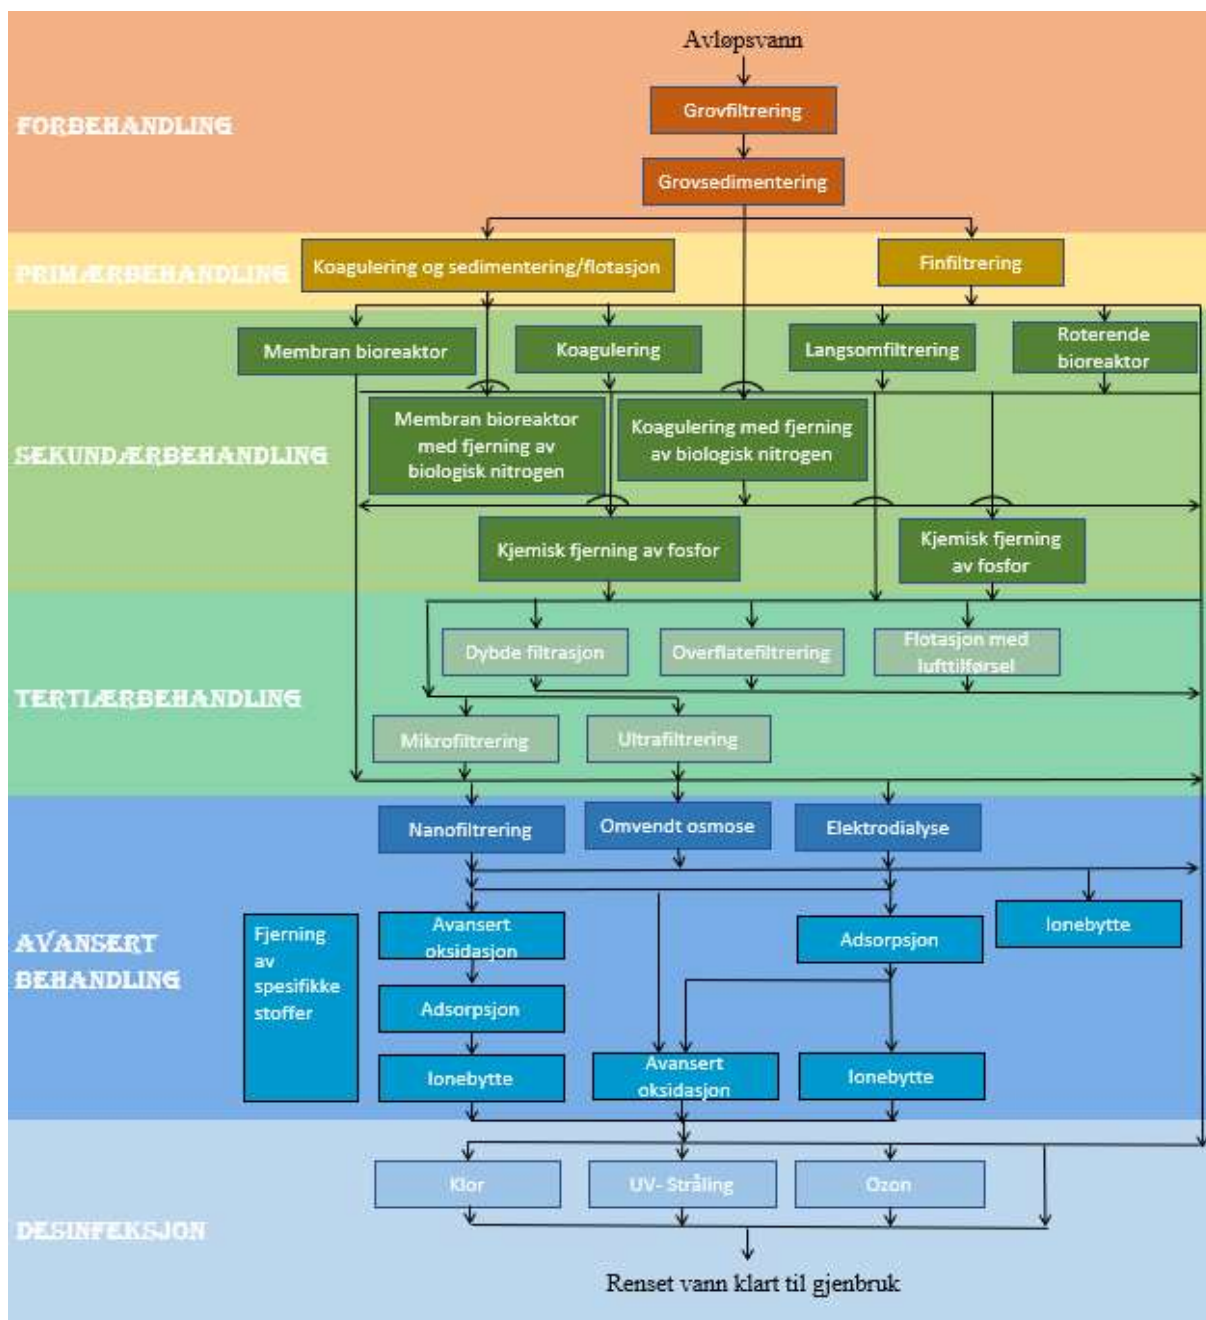 Avløpsvann
FORBEHANDLING
Grovfiltrering
Grovsedimentering
PRIMÆRBEHANDLING
Koagulering og sedimentering/flotasjon
Finfiltrering
Membran bioreaktor
Koagulering
Langsomfiltrering
Roterende
bioreaktor
SEKUNDÆRBEHANDLING
Membran bioreaktor
med fjerning av
biologisk nitrogen
Koagulering med fjerning
av biologisk nitrogen
Kjemisk fjerning av fosfor
Kjemisk fjerning
av fosfor
TERTIÆRBEHANDLING
Dybde filtrasjon
Overflatefiltrering
Flotasjon med
lufttilførsel
Mikrofiltrering
Ultrafiltrering
Nanofiltrering
Omvendt osmose
Elektrodialyse
AVANSERT
BEHANDLING
Fjerning
av
spesifikke
stoffer
Avansert
oksidasjon
Adsorpsjon
Ionebytte
Adsorpsjon
Ionebytte
Avansert
oksidasjon
Ionebytte
DESINFEKSJON
Klor
UV- Stråling
Ozon
Renset vann klart til gjenbruk